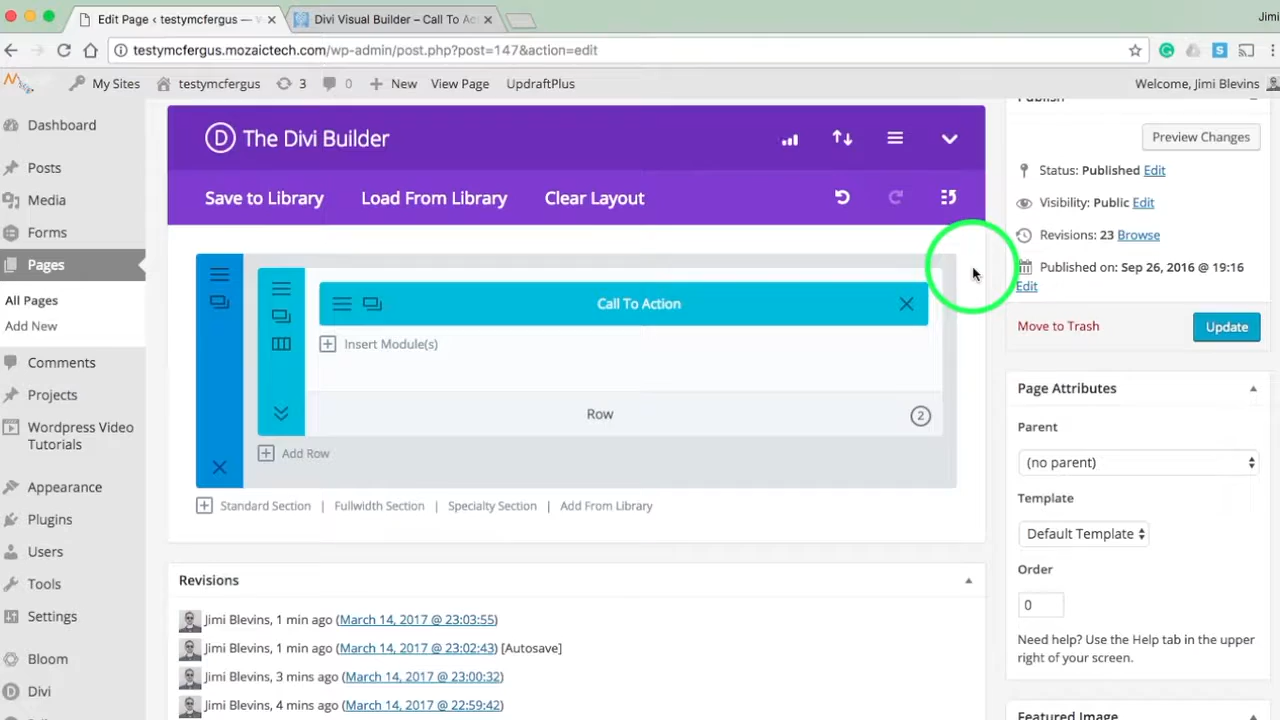 Edit Page ‹ testymcfergus —
Divi Visual Builder – Call To Ac
Jimi
testymcfergus.mozaictech.com/wp-admin/post.php?post=147&action=edit
My Sites
testymcfergus
3
0
New
View Page
UpdraftPlus
Welcome, Jimi Blevins
Dashboard
Posts
Media
Forms
Pages
All Pages
Add New
Comments
Projects
Wordpress Video
Tutorials
Appearance
Plugins
Users
Tools
Settings
Bloom
Divi
D The Divi Builder
Save to Library
Load From Library
Clear Layout
Call To Action
Insert Module(s)
Row
2
Add Row
Standard Section | Fullwidth Section | Specialty Section | Add From Library
Revisions
Jimi Blevins, 1 min ago (March 14, 2017 @ 23:03:55)
Jimi Blevins, 1 min ago (March 14, 2017 @ 23:02:43) [Autosave]
Jimi Blevins, 3 mins ago (March 14, 2017 @ 23:00:32)
Jimi Blevins, 4 mins ago (March 14, 2017 @ 22:59:42)
Publish
Preview Changes
Status: Published Edit
Visibility: Public Edit
Revisions: 23 Browse
Published on: Sep 26, 2016 @ 19:16
Edit
Move to Trash
Update
Page Attributes
Parent
(no parent)
Template
Default Template
Order
0
Need help? Use the Help tab in the upper
right of your screen.
Featured Image